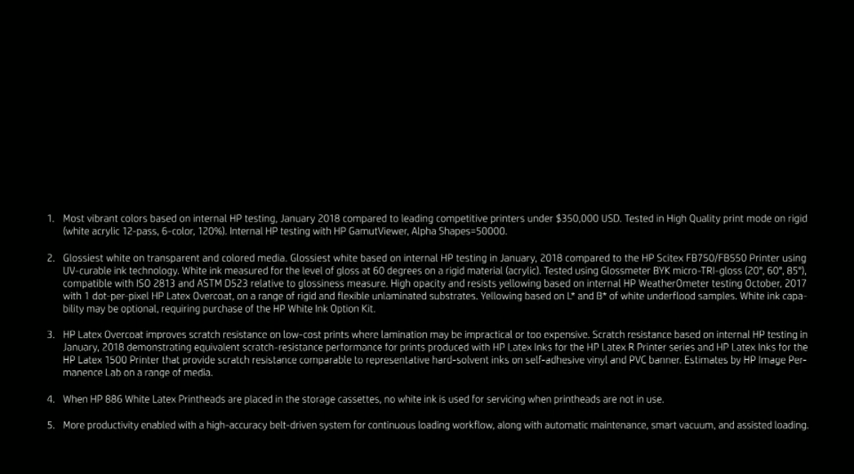 1. Most vibrant colors based on internal HP testing, January 2018 compared to leading competitive printers under $350,000 USD. Tested in High Quality print mode on rigid
(white acrylic 12-pass, 6-color, 120%). Internal HP testing with HP GamutViewer, Alpha Shapes=50000.
2. Glossiest white on transparent and colored media. Glossiest white based on internal HP testing in January, 2018 compared to the HP Scitex FB750/FB550 Printer using
UV-curable ink technology. White ink measured for the level of gloss at 60 degrees on a rigid material (acrylic). Tested using Glossmeter BYK micro-TRI-gloss (20°, 60°, 85°),
compatible with ISO 2813 and ASTM D523 relative to glossiness measure. High opacity and resists yellowing based on internal HP WeatherOmeter testing October, 2017
with 1 dot-per-pixel HP Latex Overcoat, on a range of rigid and flexible unlaminated substrates. Yellowing based on L* and B* of white underflood samples. White ink capa-
bility may be optional, requiring purchase of the HP White Ink Option Kit.
3. HP Latex Overcoat improves scratch resistance on low-cost prints where lamination may be impractical or too expensive. Scratch resistance based on internal HP testing in
January, 2018 demonstrating equivalent scratch-resistance performance for prints produced with HP Latex Inks for the HP Latex R Printer series and HP Latex Inks for the
HP Latex 1500 Printer that provide scratch resistance comparable to representative hard-solvent inks on self-adhesive vinyl and PVC banner. Estimates by HP Image Per-
manence Lab on a range of media.
4. When HP 886 White Latex Printheads are placed in the storage cassettes, no white ink is used for servicing when printheads are not in use.
5. More productivity enabled with a high-accuracy belt-driven system for continuous loading workflow, along with automatic maintenance, smart vacuum, and assisted loading.